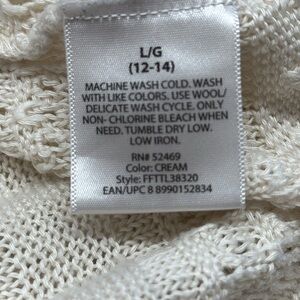 L/G
(12-14)
MACHINE WASH COLD. WASH
WITH LIKE COLORS. USE WOOL/
DELICATE WASH CYCLE. ONLY
NON- CHLORINE BLEACH WHEN
NEED. TUMBLE DRY LOW.
LOW IRON.
RN# 52469
Color: CREAM
Style: FFTTL38320
EAN/UPC 8 8990152834